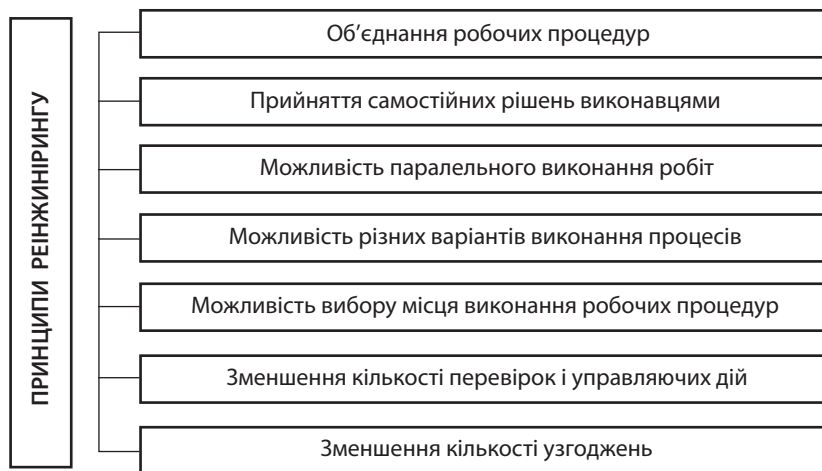 ПРИНЦИПИ РЕІНЖИНІРИНГУ
Об’єднання робочих процедур
Прийняття самостійних рішень виконавцями
Можливість паралельного виконання робіт
Можливість різних варіантів виконання процесів
Можливість вибору місця виконання робочих процедур
Зменшення кількості перевірок і управляючих дій
Зменшення кількості узгоджень